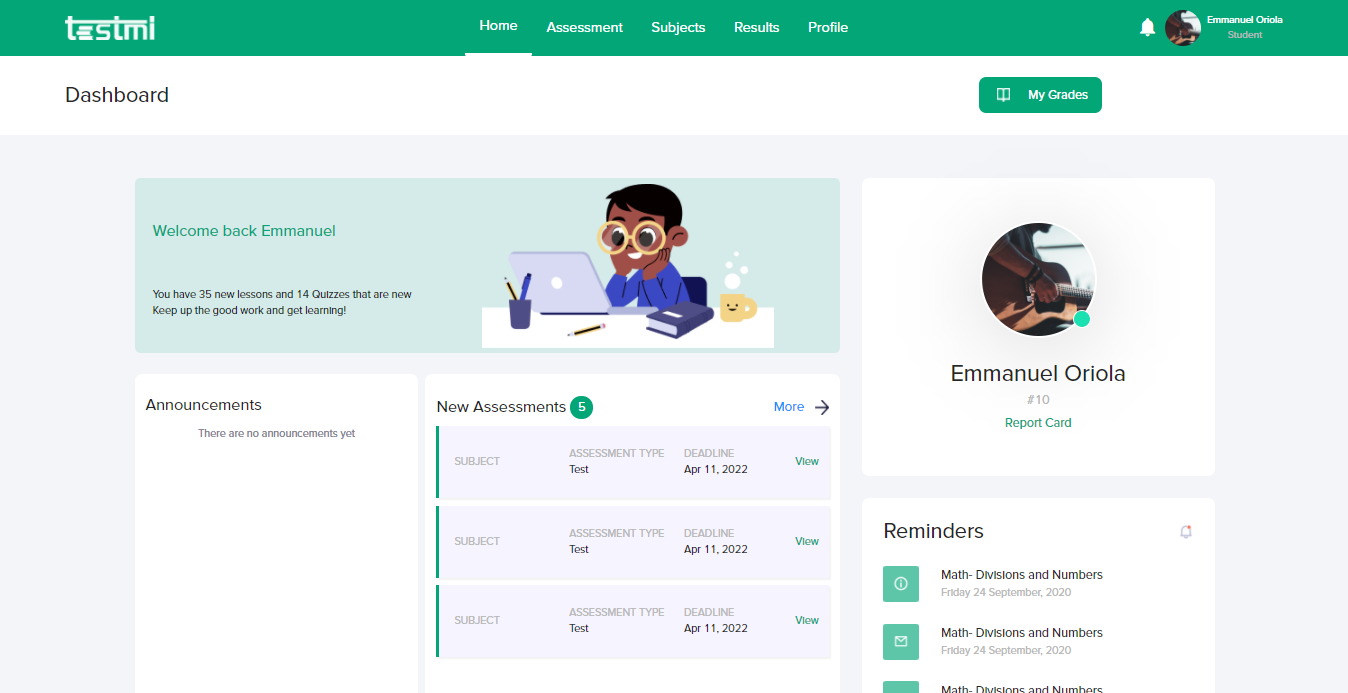 testmi
Home
Assessment
Subjects
Results
Profile
Emmanuel Oriola
Student
Dashboard
My Grades
Welcome back Emmanuel
You have 35 new lessons and 14 Quizzes that are new
Keep up the good work and get learning!
Emmanuel Oriola
#10
Report Card
Announcements
There are no announcements yet
New Assessments 5
More
SUBJECT
ASSESSMENT TYPE
Test
DEADLINE
Apr 11, 2022
View
SUBJECT
ASSESSMENT TYPE
Test
DEADLINE
Apr 11, 2022
View
SUBJECT
ASSESSMENT TYPE
Test
DEADLINE
Apr 11, 2022
View
Reminders
Math- Divisions and Numbers
Friday 24 September, 2020
Math- Divisions and Numbers
Friday 24 September, 2020
Math- Divisions and Numbers